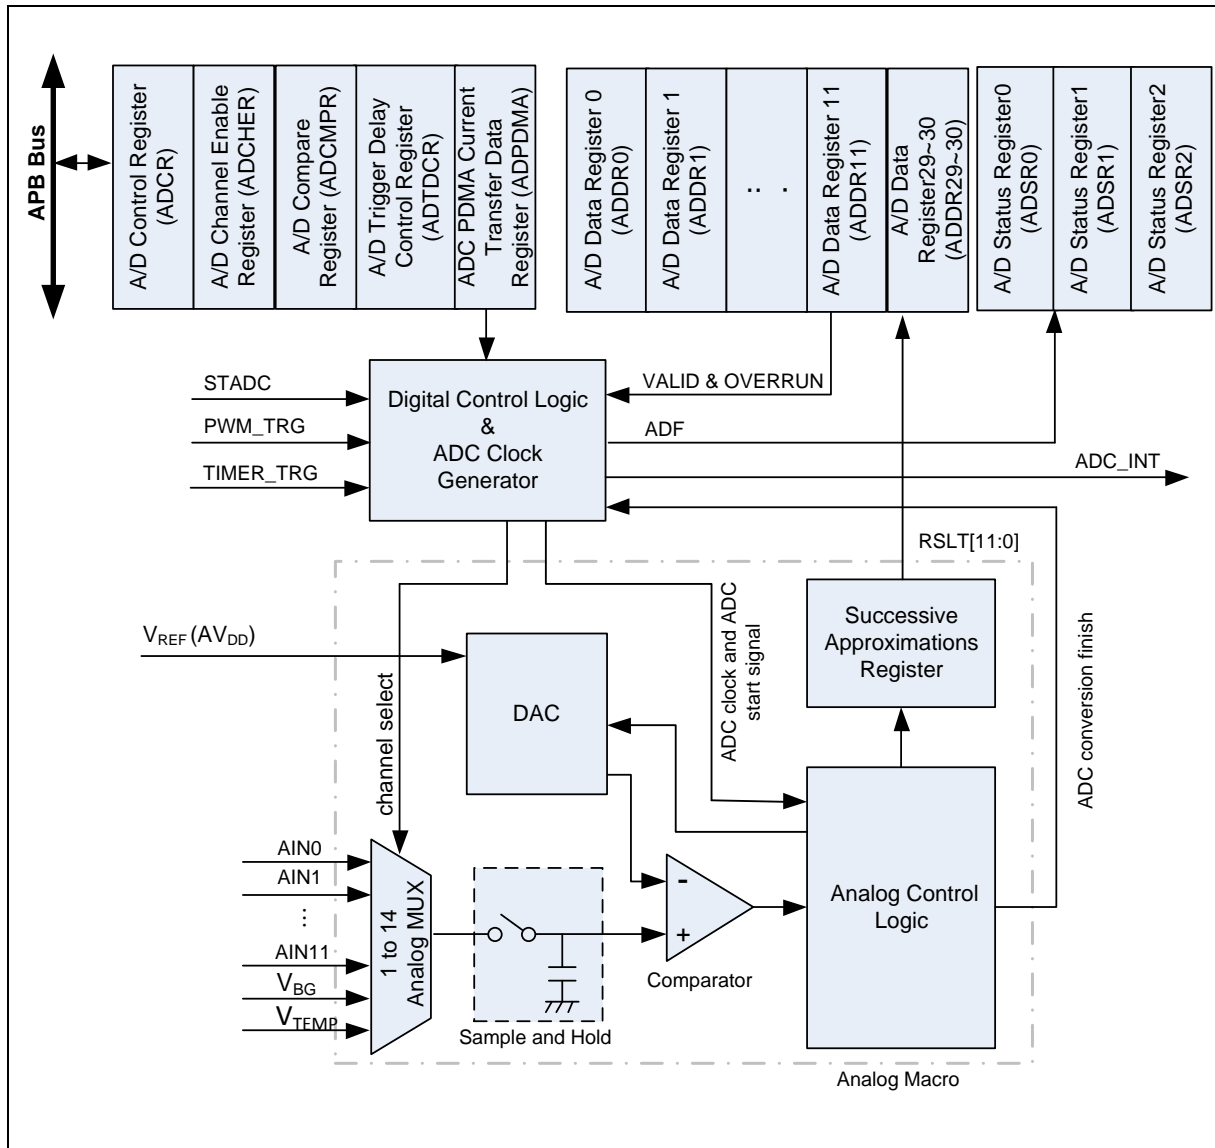 APB Bus
A/D Control Register
(ADCR)
A/D Channel Enable
Register (ADCHER)
A/D Compare
Register (ADCMPR)
A/D Trigger Delay
Control Register
(ADTDCR)
ADC PDMA Current
Transfer Data
Register (ADPDMA)
A/D Data Register 0
(ADDR0)
A/D Data Register 1
(ADDR1)
.. .
A/D Data Register 11
(ADDR11)
A/D Data
Register29~30
(ADDR29~30)
A/D Status Register0
(ADSR0)
A/D Status Register1
(ADSR1)
A/D Status Register2
(ADSR2)
STADC
PWM_TRG
TIMER_TRG
Digital Control Logic
&
ADC Clock
Generator
VALID & OVERRUN
ADF
ADC_INT
RSLT[11:0]
VREF (AVDD)
channel select
DAC
ADC clock and ADC
start signal
Successive
Approximations
Register
ADC conversion finish
AIN0
AIN1
...
AIN11
VBG
VTEMP
1 to 14
Analog MUX
Sample and Hold
-
+
Comparator
Analog Control
Logic
Analog Macro